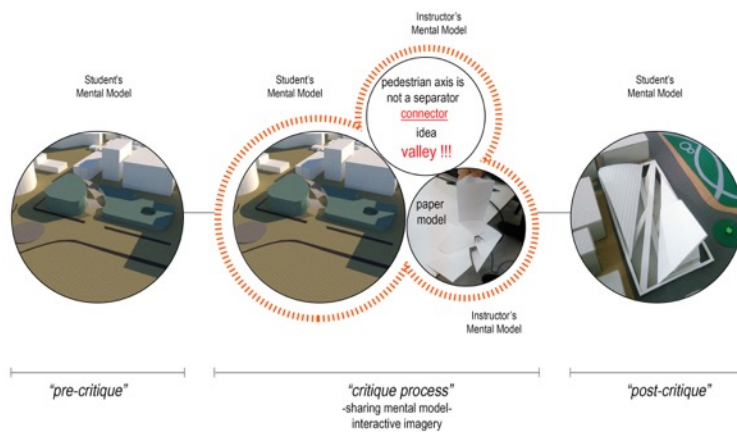 Instructor's
Mental Model
Student's
Mental Model
Student's
Mental Model
Student's
Mental Model
pedestrian axis is
not a separator
connector
idea
valley !!!
paper
model
Instructor's
Mental Model
"pre-critique"
"critique process"
-sharing mental model-
interactive imagery
"post-critique"